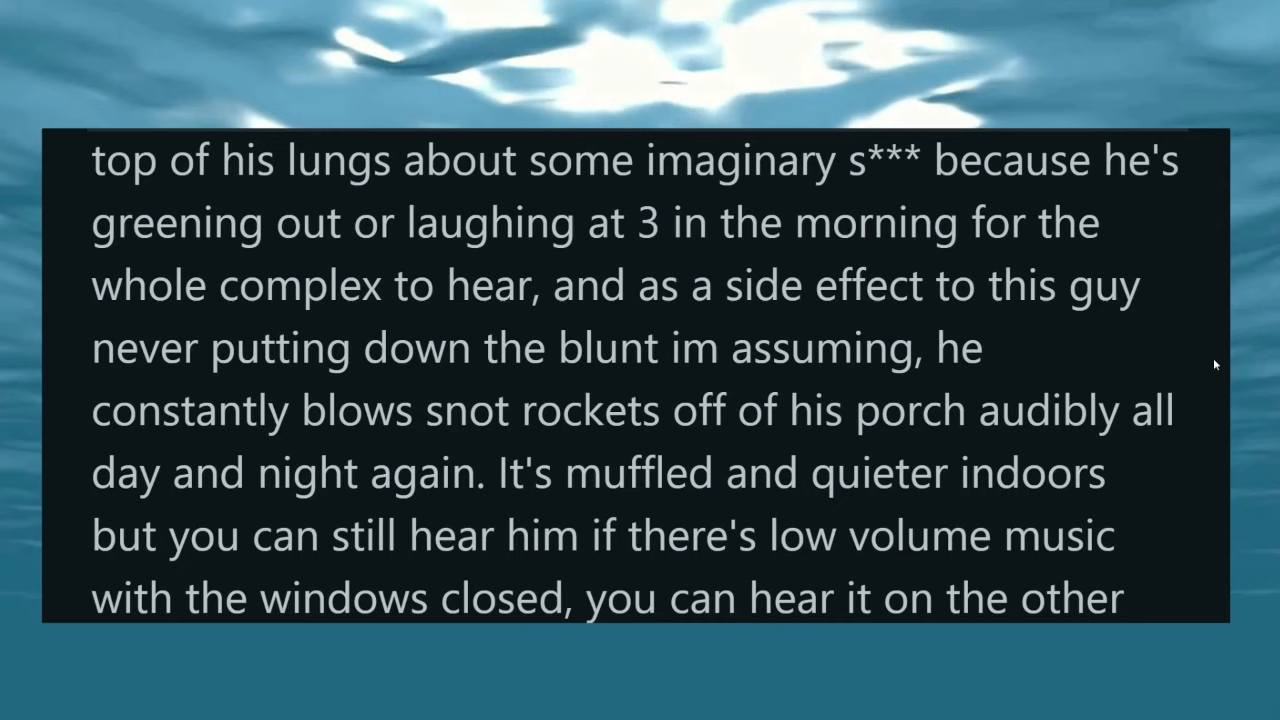 top of his lungs about some imaginary s*** because he's
greening out or laughing at 3 in the morning for the
whole complex to hear, and as a side effect to this guy
never putting down the blunt im assuming, he
constantly blows snot rockets off of his porch audibly all
day and night again. It's muffled and quieter indoors
but you can still hear him if there's low volume music
with the windows closed, you can hear it on the other